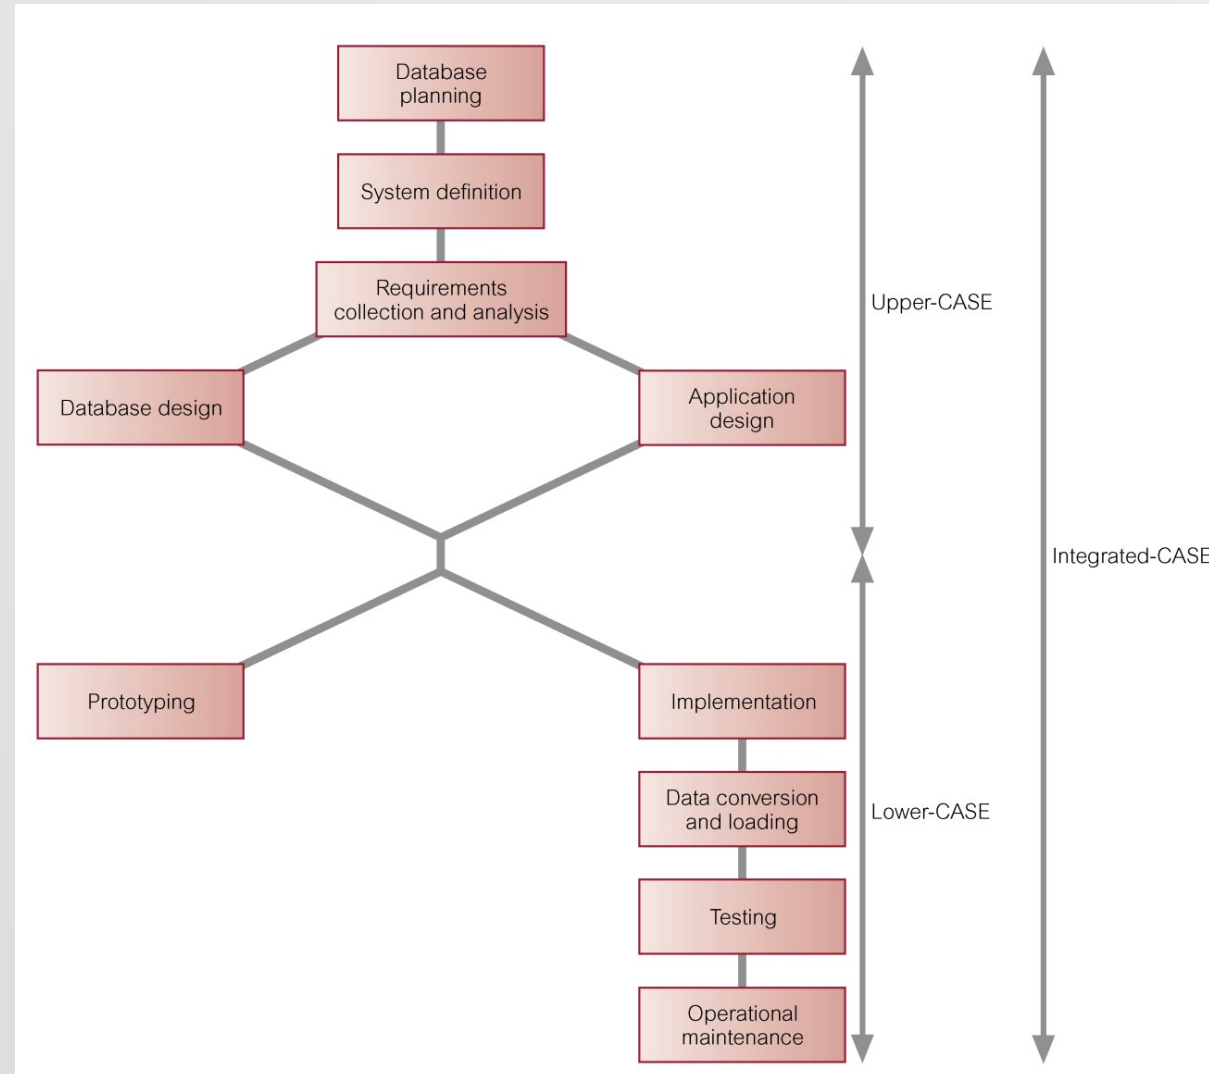 Database
planning
System definition
Requirements
collection and analysis
Upper-CASE
Database design
Application
design
Integrated-CASE
Prototyping
Implementation
Data conversion
and loading
Lower-CASE
Testing
Operational
maintenance